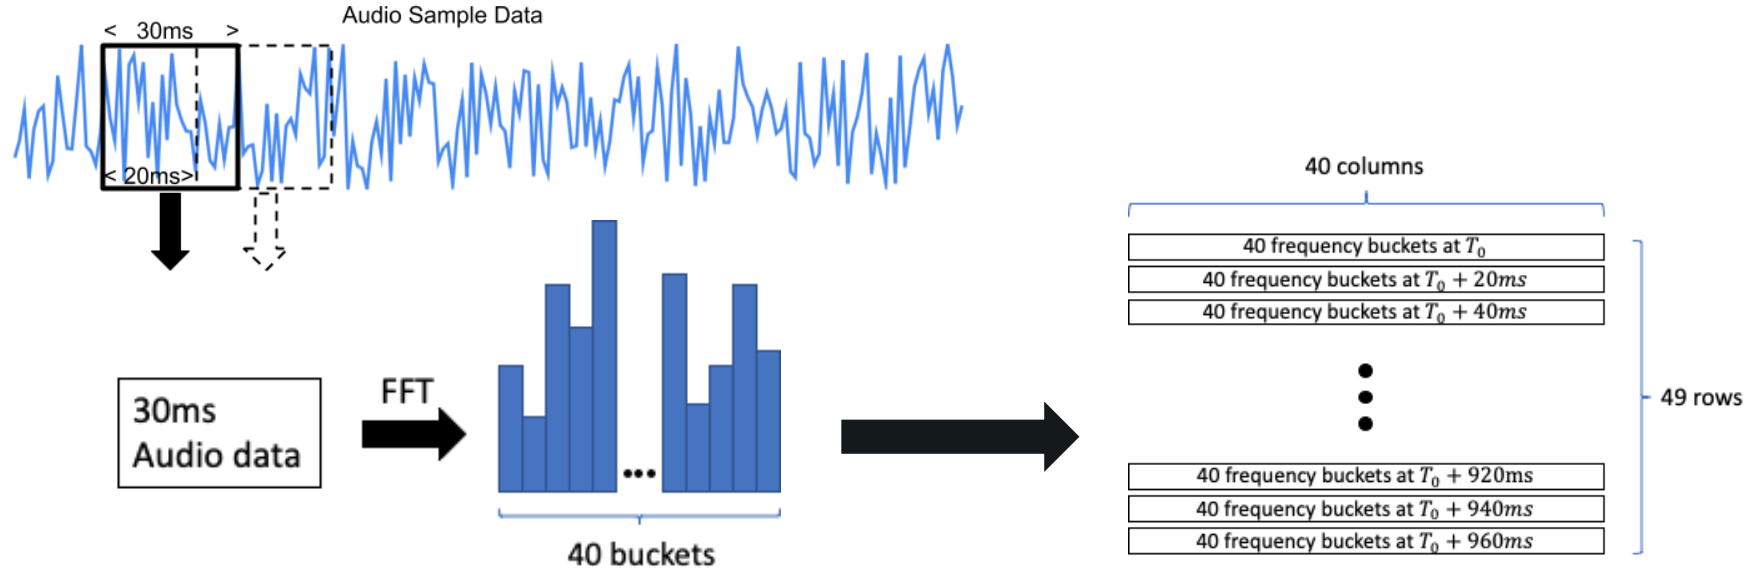 Audio Sample Data
< 30ms >
< 20ms>
30ms
Audio data
FFT
40 buckets
40 columns
40 frequency buckets at T₀
40 frequency buckets at T₀ + 20ms
40 frequency buckets at T₀ + 40ms
49 rows
40 frequency buckets at T₀ + 920ms
40 frequency buckets at T₀ + 940ms
40 frequency buckets at T₀ + 960ms